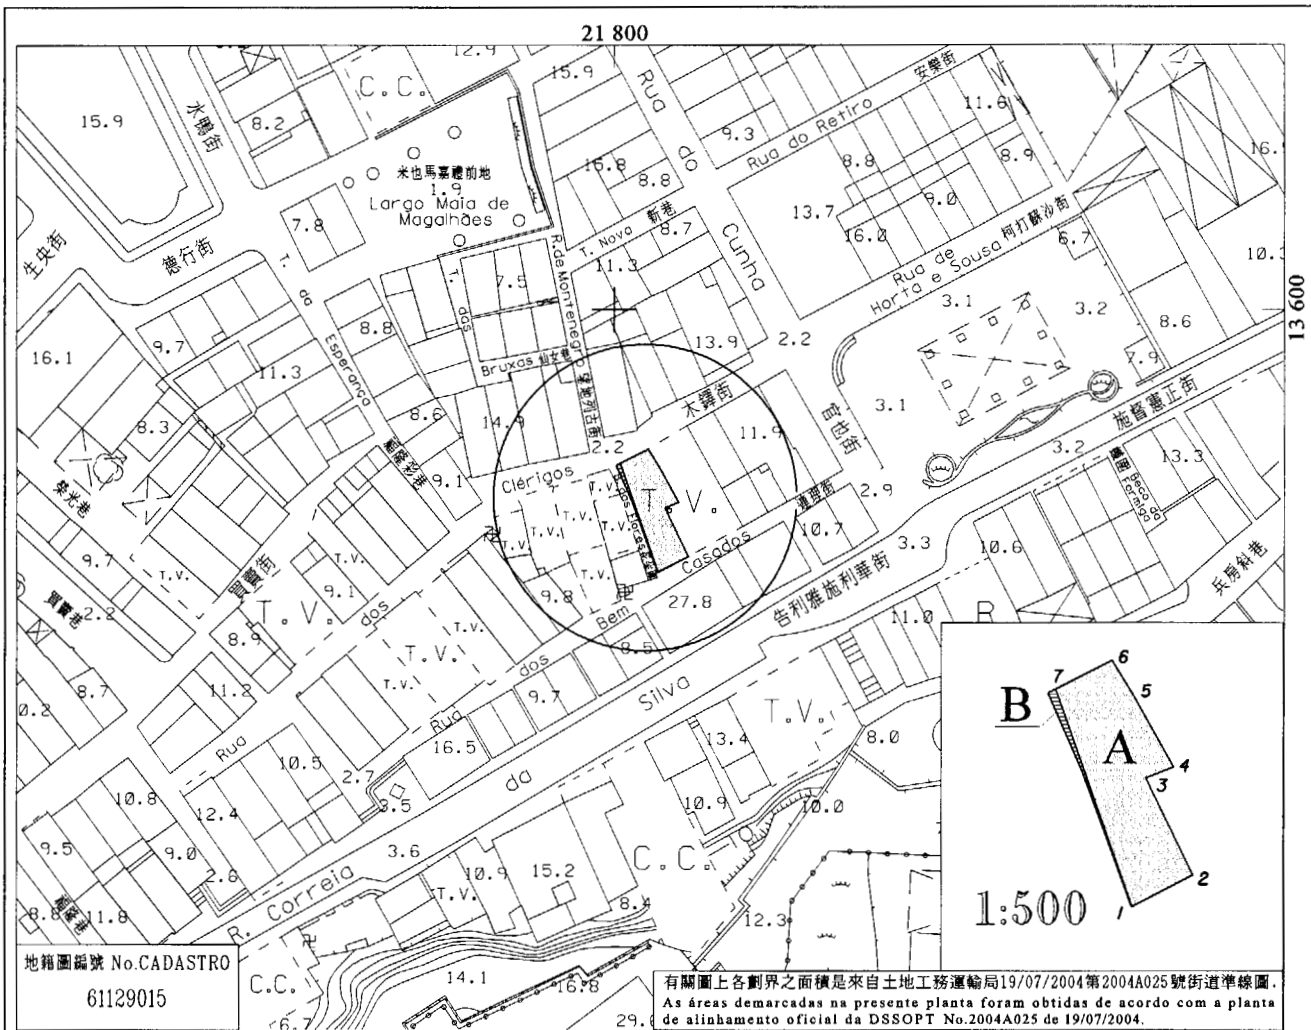 21 800
13 600
12.9
C.C.
15.9
15.9
水鴨街
8.2
Rua do Cunha
9.3
安樂街
Rua do Retiro
11.6
8.8
8.9
米也馬嘉禮前地
1.9
Largo Maia de
Magalhães
15.8
8.8
7.8
生央街
德行街
T. Nova 新巷
8.7
13.7
9.0
16.0
Rua de
Horta e Sousa 柯打蘇沙街
6.7
10.3
T. da Esperança
T. das
Bruxas 仙女巷
7.5
R. de Montenegro
11.3
3.1
3.2
8.6
7.9
16.1
9.7
8.8
11.3
13.9
2.2
8.3
8.6
14.9
木鐸街
11.9
官也街
3.1
施督憲正街
3.2
13.3
Beco da
Formiga
榮光巷
9.1
2.2
Clérigos
T.V.
T.V.
T.V.
T.V.
T.V.
T. V.
T. das Flores
2.9
10.7
Casados
3.3
10.6
兵房斜巷
9.7
T.V.
9.1
T. V.
2.2
8.9
dos
T.V.
T.V.
T.V.
9.8
T.V.
27.8
Bem
8.5
告利雅施利華街
11.0
R
8.7
11.2
dos
9.7
Silva
Rua
16.5
T.V.
13.4
8.0
Rua
10.5
2.7
3.5
da
10.8
12.4
10.9
10.0
9.5
9.0
2.6
3.6
C.C.
Correia
T.V.
10.9
15.2
8.8
11.8
8.4
12.3
R.
C.C.
14.1
16.8
6.7
B
A
7
6
5
4
3
2
1
1:500
地籍圖編號 No.CADASTRO
61129015
有關圖上各劃界之面積是來自土地工務運輸局19/07/2004第2004A025號街道準線圖.
As áreas demarcadas na presente planta foram obtidas de acordo com a planta
de alinhamento oficial da DSSOPT No.2004A025 de 19/07/2004.